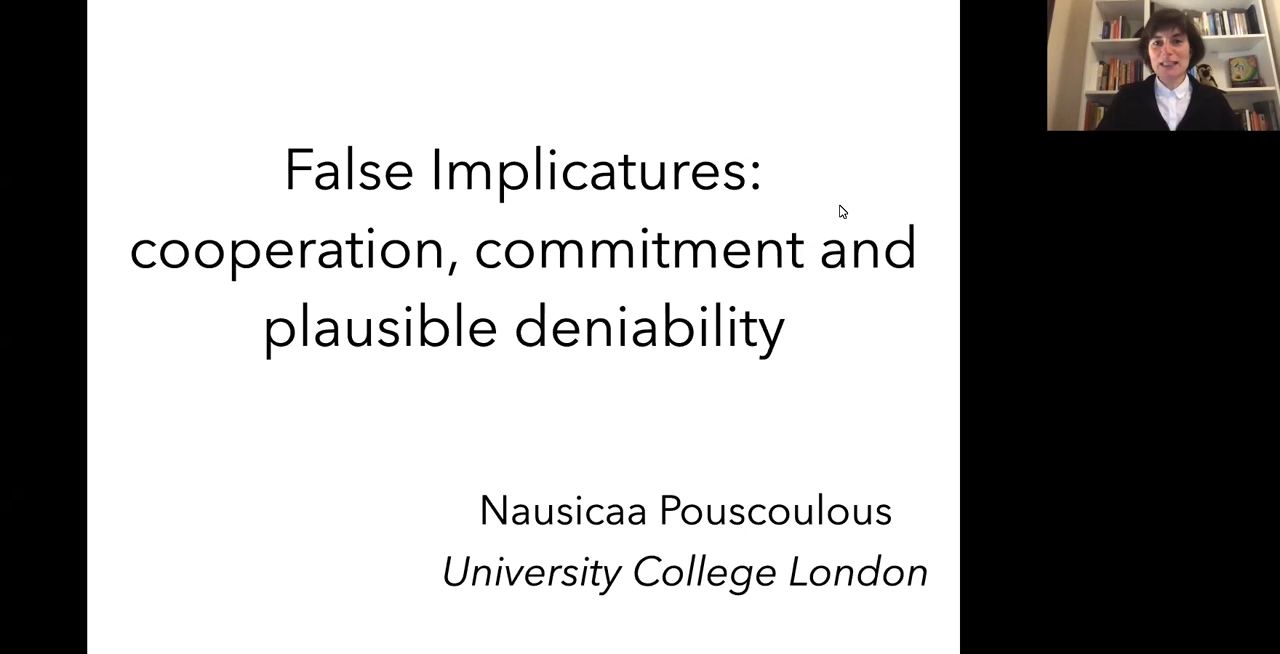 False Implicatures:
cooperation, commitment and
plausible deniability
Nausicaa Pouscoulous
University College London